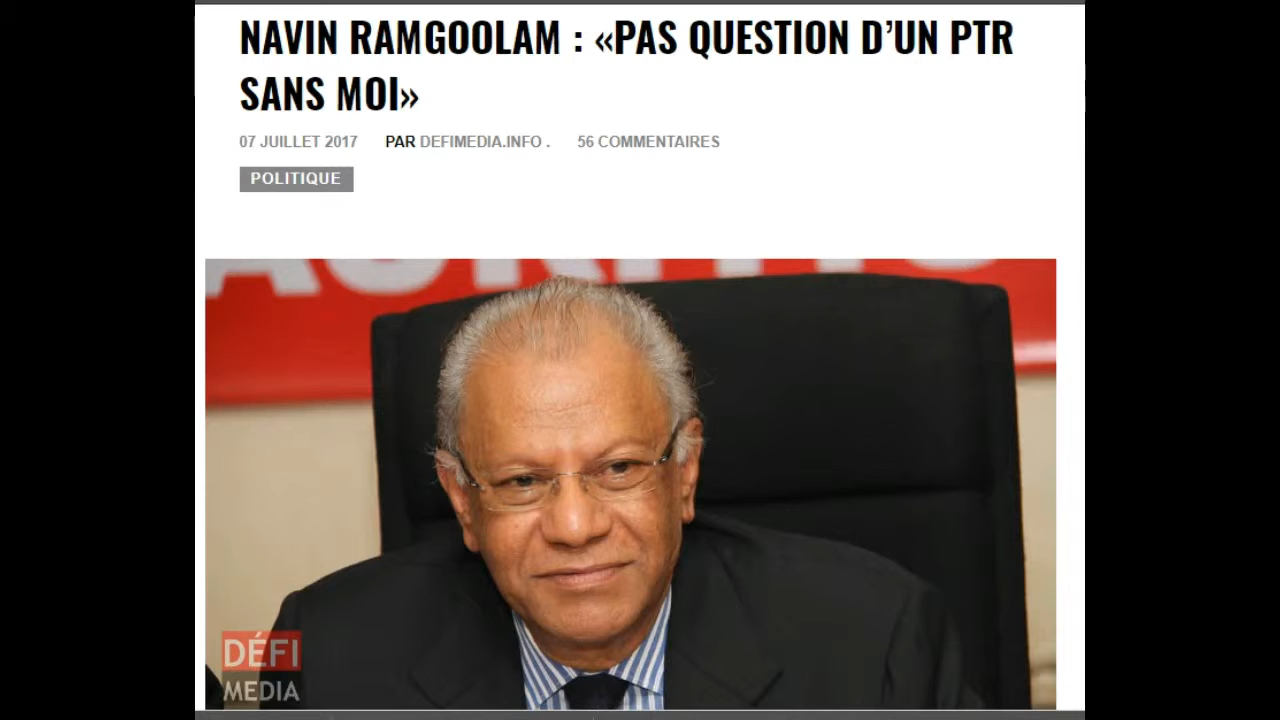 NAVIN RAMGOOLAM : «PAS QUESTION D’UN PTR
SANS MOI»
07 JUILLET 2017 PAR DEFIMEDIA.INFO . 56 COMMENTAIRES
POLITIQUE
DÉFI
MEDIA